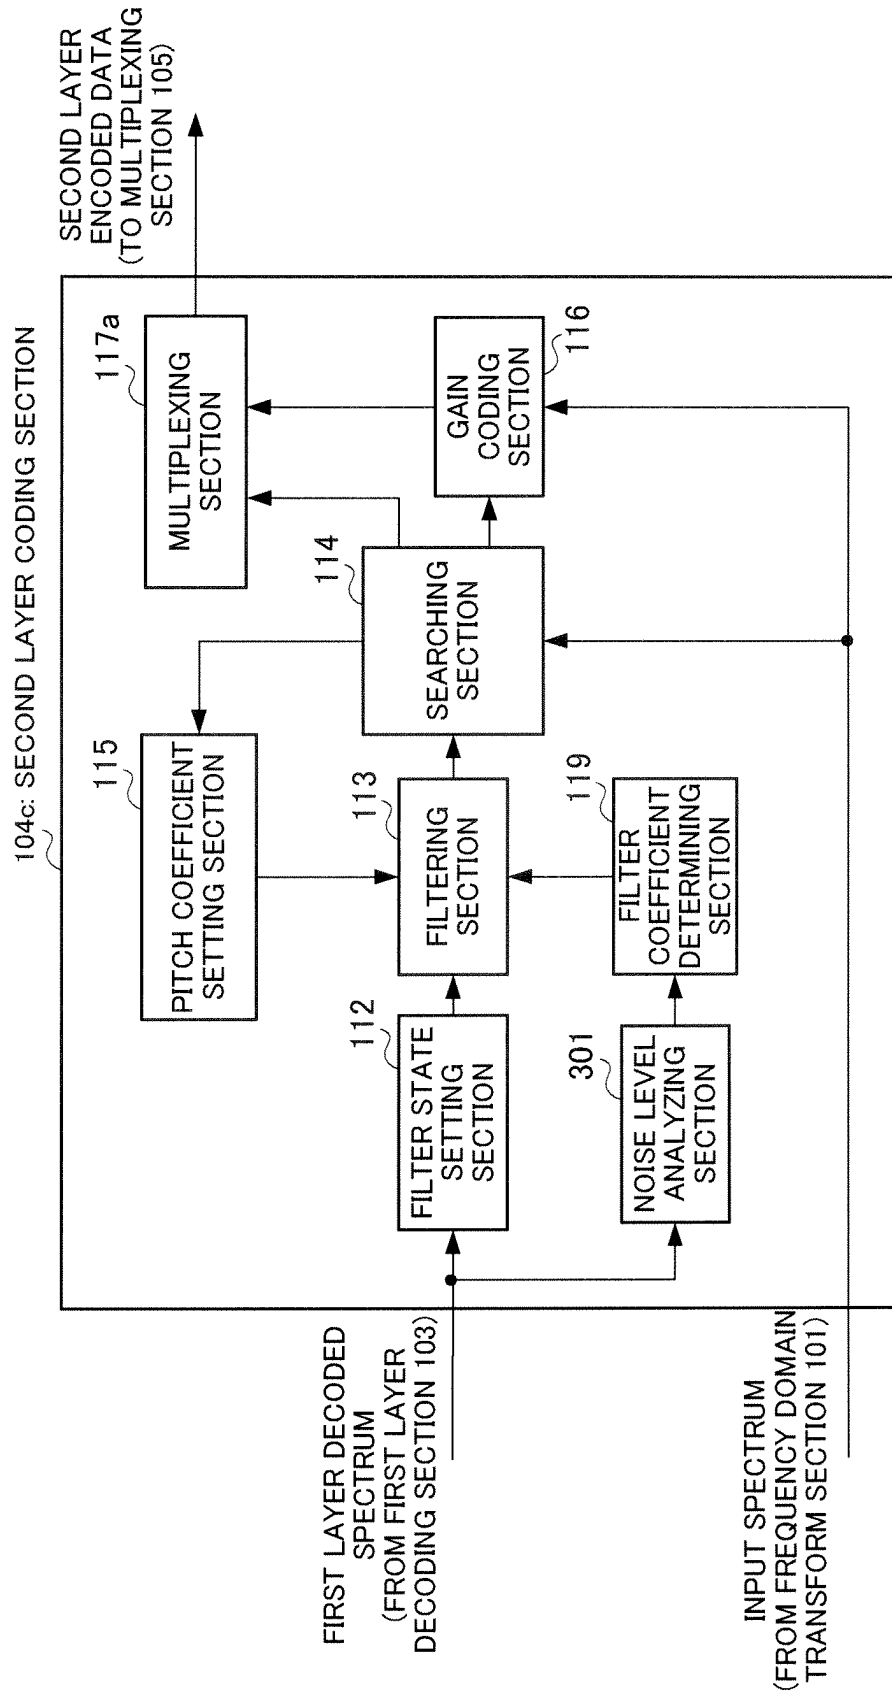 104c: SECOND LAYER CODING SECTION
SECOND LAYER
ENCODED DATA
(TO MULTIPLEXING
SECTION 105)
115
PITCH COEFFICIENT
SETTING SECTION
117a
MULTIPLEXING
SECTION
FIRST LAYER DECODED
SPECTRUM
(FROM FIRST LAYER
DECODING SECTION 103)
112
FILTER STATE
SETTING
SECTION
113
FILTERING
SECTION
114
SEARCHING
SECTION
GAIN
CODING
SECTION
116
301
NOISE LEVEL
ANALYZING
SECTION
119
FILTER
COEFFICIENT
DETERMINING
SECTION
INPUT SPECTRUM
(FROM FREQUENCY DOMAIN
TRANSFORM SECTION 101)